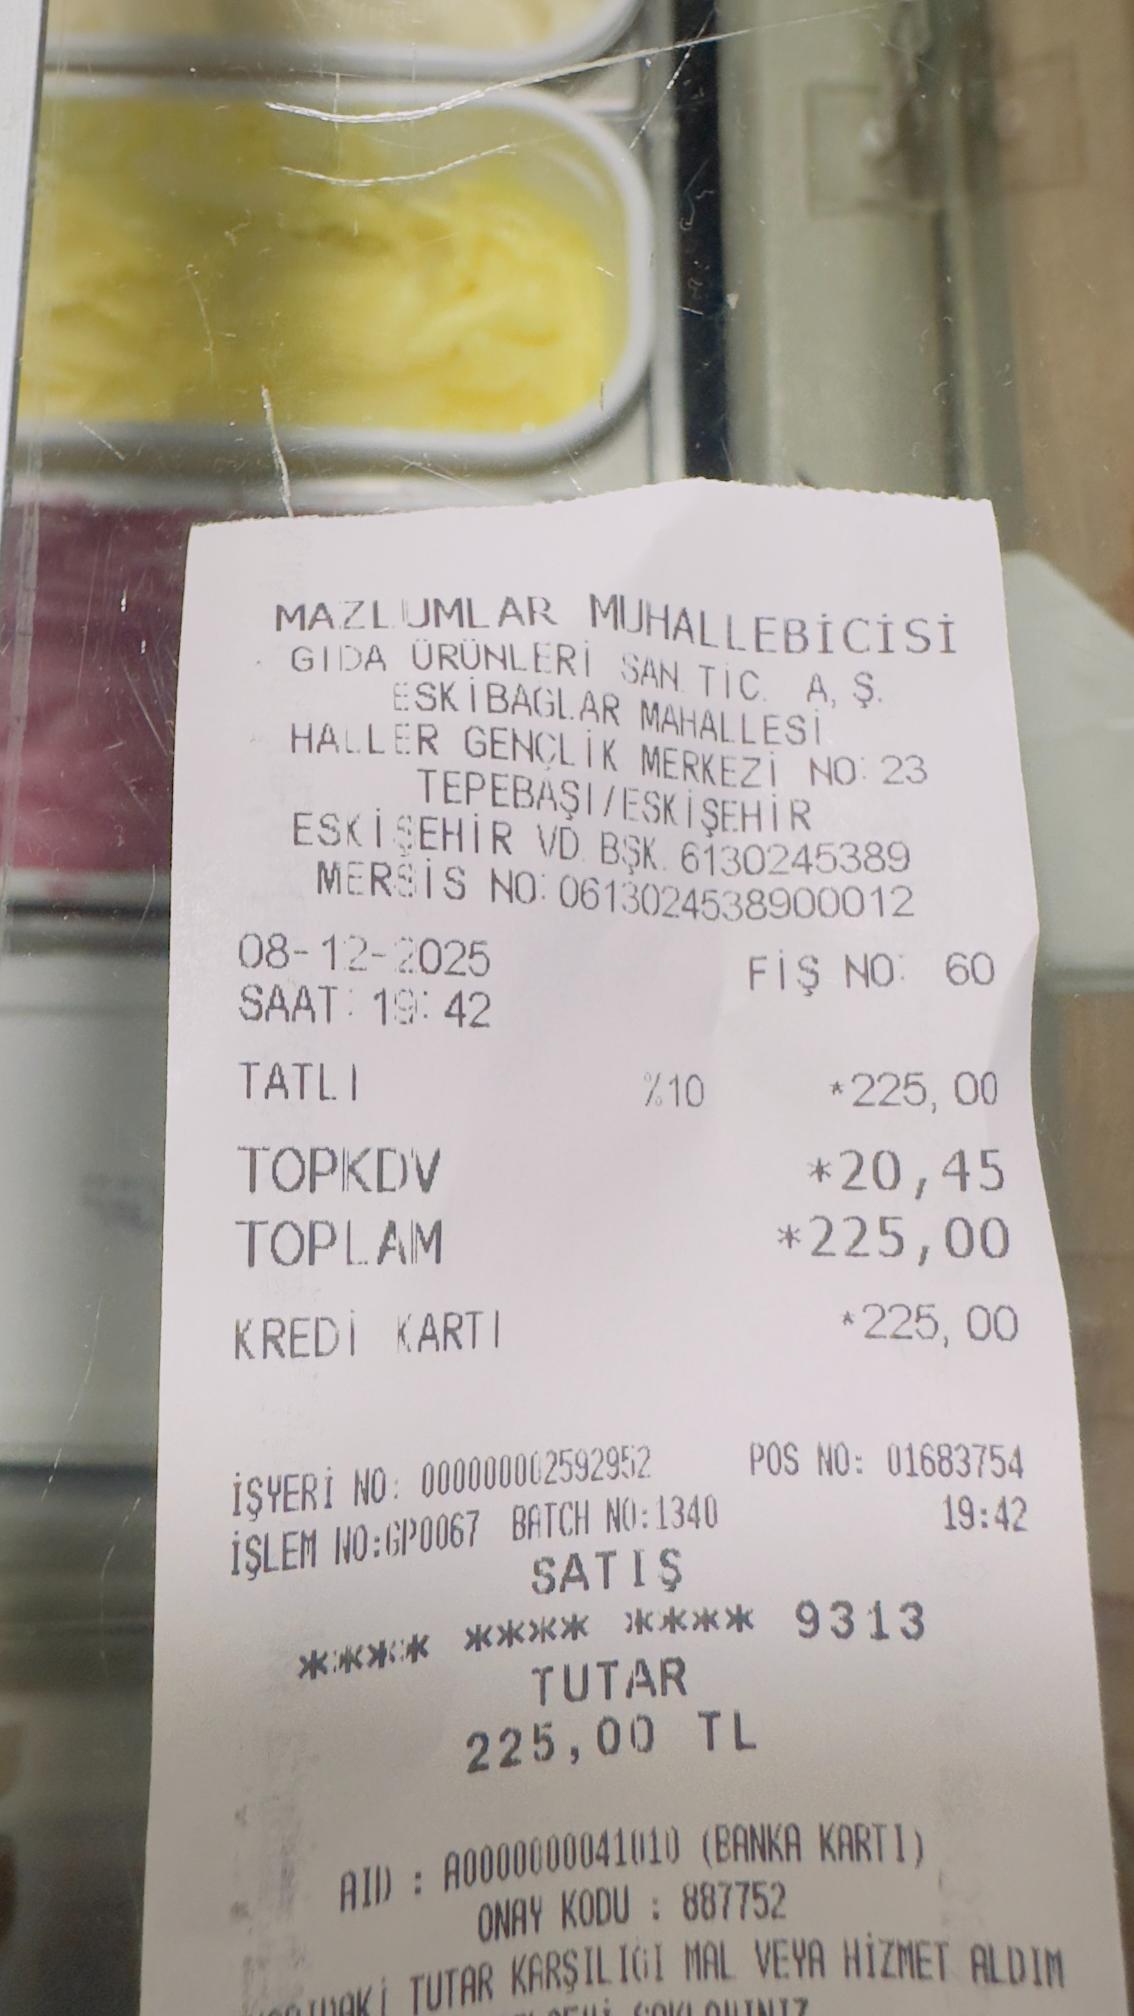 MAZLUMLAR MUHALLEBİCİSİ
GIDA ÜRÜNLERİ SAN. TİC. A.Ş.
ESKİBAGLAR MAHALLESİ
HALLER GENÇLİK MERKEZİ NO: 23
TEPEBAŞI/ESKİŞEHİR
ESKİŞEHİR VD. BŞK. 6130245389
MERSİS NO: 0613024538900012
08-12-2025 FİŞ NO: 60
SAAT: 19:42
TATLI %10 *225,00
TOPKDV *20,45
TOPLAM *225,00
KREDİ KARTI *225,00
İŞYERİ NO: 000000002592952 POS NO: 01683754
İŞLEM NO:GP0067 BATCH NO:1340 19:42
SATIŞ
**** **** **** 9313
TUTAR
225,00 TL
AID : A0000000041010 (BANKA KARTI)
ONAY KODU : 887752
TUTAR KARŞILIGI MAL VEYA HİZMET ALDIM